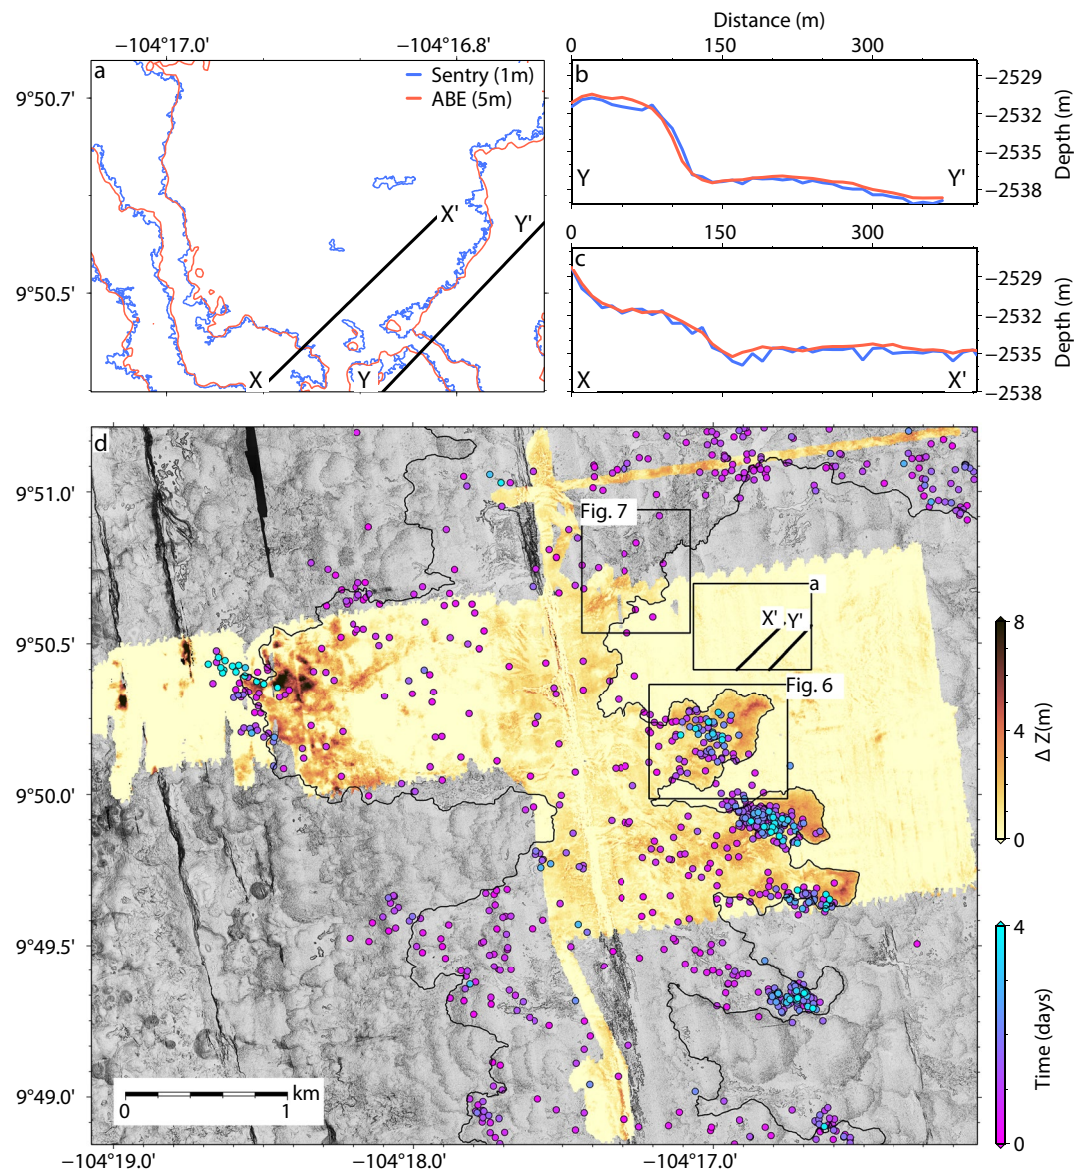 Distance (m)
−104°17.0' −104°16.8' 0 150 300
a Sentry (1m) b −2529
9°50.7' ABE (5m) −2532
−2535 Depth (m)
Y Y' −2538
X' Y' 0 150 300
c −2529
9°50.5' −2532
−2535 Depth (m)
X Y X X' −2538
d
9°51.0' Fig. 7
a
X' Y'
9°50.5'
Fig. 6
8
4 Δ Z(m)
0
9°50.0'
9°49.5'
4
Time (days)
0
9°49.0'
km
0 1
−104°19.0' −104°18.0' −104°17.0'